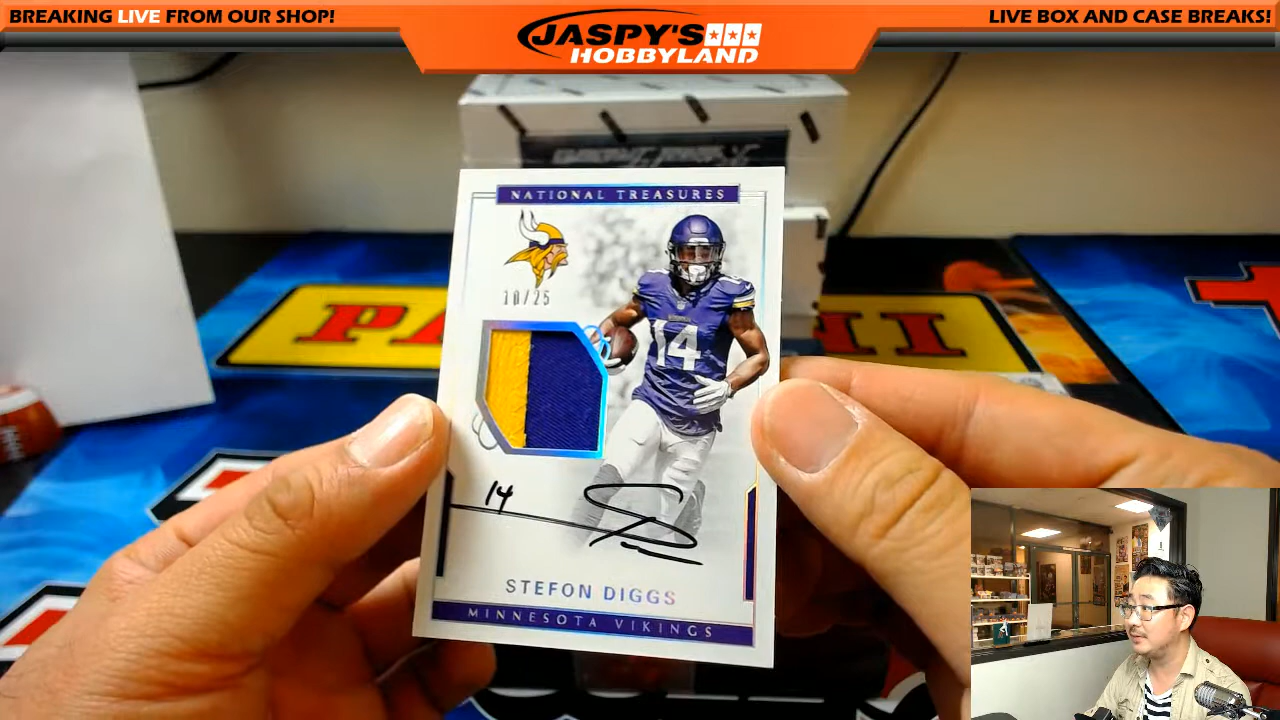 BREAKING LIVE FROM OUR SHOP!
JASPY'S
HOBBYLAND
LIVE BOX AND CASE BREAKS!
NATIONAL TREASURES
10/25
14
14
STEFON DIGGS
MINNESOTA VIKINGS